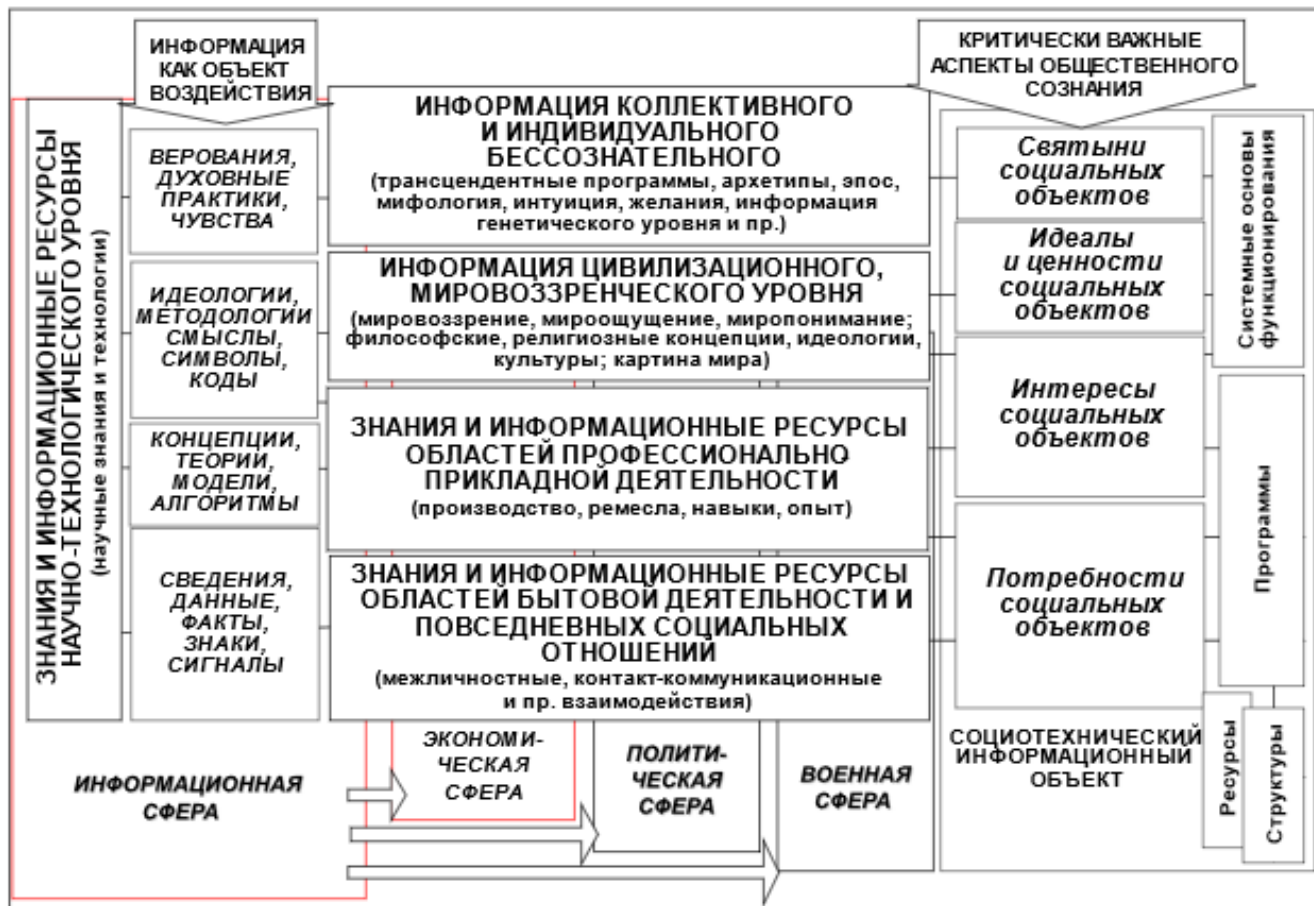 ИНФОРМАЦИЯ
КАК ОБЪЕКТ
ВОЗДЕЙСТВИЯ
КРИТИЧЕСКИ ВАЖНЫЕ
АСПЕКТЫ ОБЩЕСТВЕННОГО
СОЗНАНИЯ
ЗНАНИЯ И ИНФОРМАЦИОННЫЕ РЕСУРСЫ
НАУЧНО-ТЕХНОЛОГИЧЕСКОГО УРОВНЯ
(научные знания и технологии)
ВЕРОВАНИЯ,
ДУХОВНЫЕ
ПРАКТИКИ,
ЧУВСТВА
ИДЕОЛОГИИ,
МЕТОДОЛОГИИ
СМЫСЛЫ,
СИМВОЛЫ,
КОДЫ
КОНЦЕПЦИИ,
ТЕОРИИ,
МОДЕЛИ,
АЛГОРИТМЫ
СВЕДЕНИЯ,
ДАННЫЕ,
ФАКТЫ,
ЗНАКИ,
СИГНАЛЫ
ИНФОРМАЦИЯ КОЛЛЕКТИВНОГО
И ИНДИВИДУАЛЬНОГО
БЕССОЗНАТЕЛЬНОГО
(трансцендентные программы, архетипы, эпос,
мифология, интуиция, желания, информация
генетического уровня и пр.)
ИНФОРМАЦИЯ ЦИВИЛИЗАЦИОННОГО,
МИРОВОЗЗРЕНЧЕСКОГО УРОВНЯ
(мировоззрение, мироощущение, миропонимание;
философские, религиозные концепции, идеологии,
культуры; картина мира)
ЗНАНИЯ И ИНФОРМАЦИОННЫЕ РЕСУРСЫ
ОБЛАСТЕЙ ПРОФЕССИОНАЛЬНО-
ПРИКЛАДНОЙ ДЕЯТЕЛЬНОСТИ
(производство, ремесла, навыки, опыт)
ЗНАНИЯ И ИНФОРМАЦИОННЫЕ РЕСУРСЫ
ОБЛАСТЕЙ БЫТОВОЙ ДЕЯТЕЛЬНОСТИ И
ПОВСЕДНЕВНЫХ СОЦИАЛЬНЫХ
ОТНОШЕНИЙ
(межличностные, контакт-коммуникационные
и пр. взаимодействия)
Святыни
социальных
объектов
Идеалы
и ценности
социальных
объектов
Интересы
социальных
объектов
Потребности
социальных
объектов
Системные основы
функционирования
Программы
Ресурсы
Структуры
СОЦИОТЕХНИЧЕСКИЙ
ИНФОРМАЦИОННЫЙ
ОБЪЕКТ
ИНФОРМАЦИОННАЯ
СФЕРА
ЭКОНОМИ-
ЧЕСКАЯ
СФЕРА
ПОЛИТИ-
ЧЕСКАЯ
СФЕРА
ВОЕННАЯ
СФЕРА